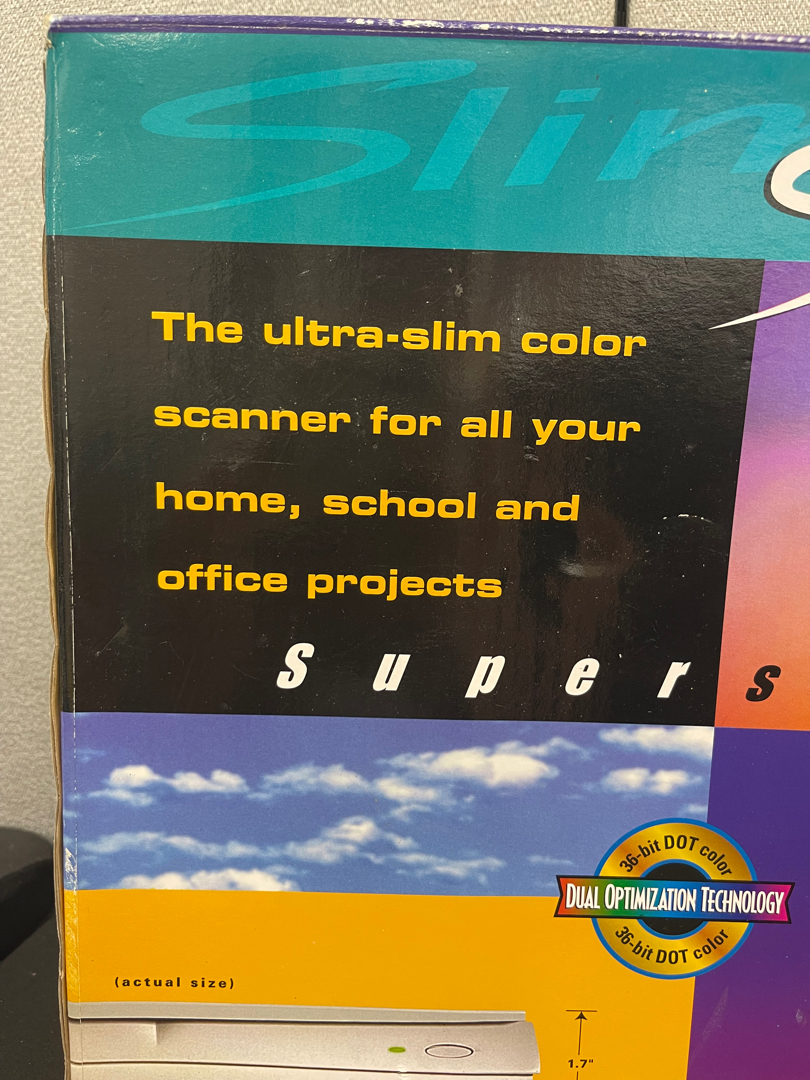 The ultra-slim color
scanner for all your
home, school and
office projects
Super s
36-bit DOT color
DUAL OPTIMIZATION TECHNOLOGY
36-bit DOT color
(actual size)
1.7"